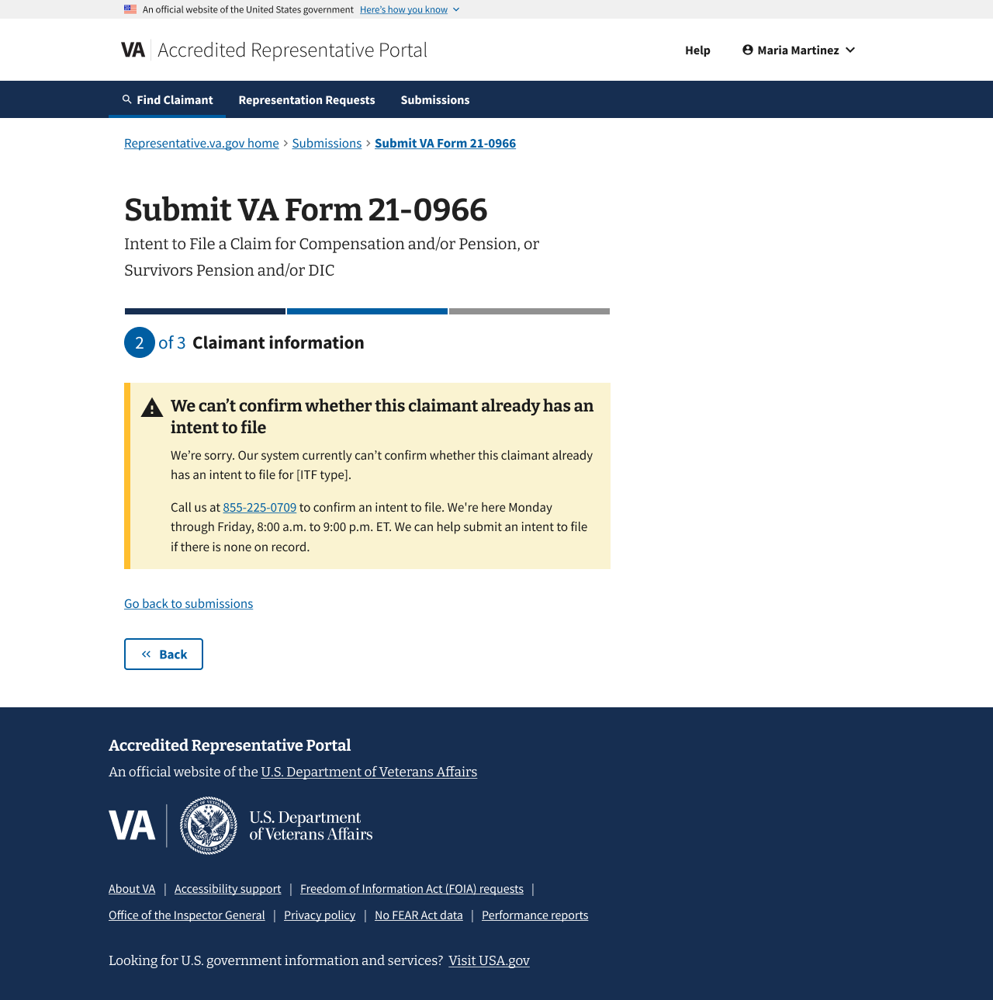 An official website of the United States government Here’s how you know
VA Accredited Representative Portal Help Maria Martinez
Find Claimant Representation Requests Submissions
Representative.va.gov home Submissions Submit VA Form 21-0966
Submit VA Form 21-0966
Intent to File a Claim for Compensation and/or Pension, or
Survivors Pension and/or DIC
2 of 3 Claimant information
We can’t confirm whether this claimant already has an
intent to file
We’re sorry. Our system currently can’t confirm whether this claimant already
has an intent to file for [ITF type].
Call us at 855-225-0709 to confirm an intent to file. We're here Monday
through Friday, 8:00 a.m. to 9:00 p.m. ET. We can help submit an intent to file
if there is none on record.
Go back to submissions
Back
Accredited Representative Portal
An official website of the U.S. Department of Veterans Affairs
VA U.S. Department
of Veterans Affairs
About VA | Accessibility support | Freedom of Information Act (FOIA) requests |
Office of the Inspector General | Privacy policy | No FEAR Act data | Performance reports
Looking for U.S. government information and services? Visit USA.gov